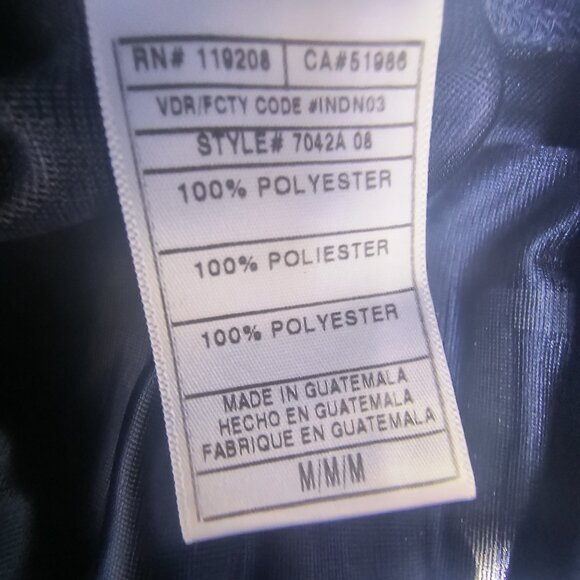 RN# 119208 CA#51986
VDR/FCTY CODE #INDN03
STYLE# 7042A 08
100% POLYESTER
100% POLIESTER
100% POLYESTER
MADE IN GUATEMALA
HECHO EN GUATEMALA
FABRIQUE EN GUATEMALA
M/M/M